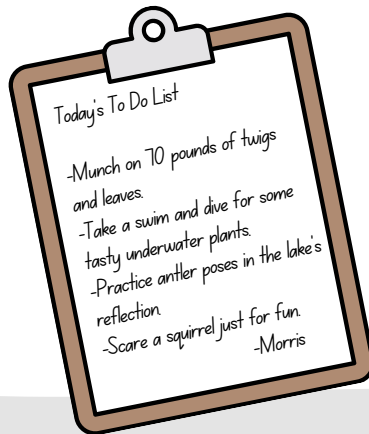 Today's To Do List
-Munch on 70 pounds of twigs
and leaves.
-Take a swim and dive for some
tasty underwater plants.
-Practice antler poses in the lake's
reflection.
-Scare a squirrel just for fun.
-Morris